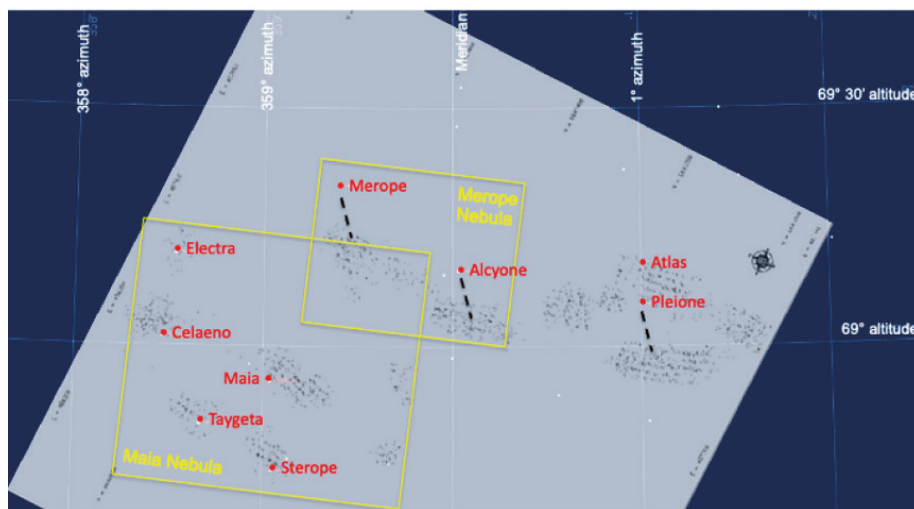 358° azimuth
359° azimuth
Meridian
1° azimuth
69° 30' altitude
Merope
Merope
Nebula
Electra
Alcyone
Atlas
Pleione
Celaeno
69° altitude
Maia
Taygeta
Maia Nebula
Sterope